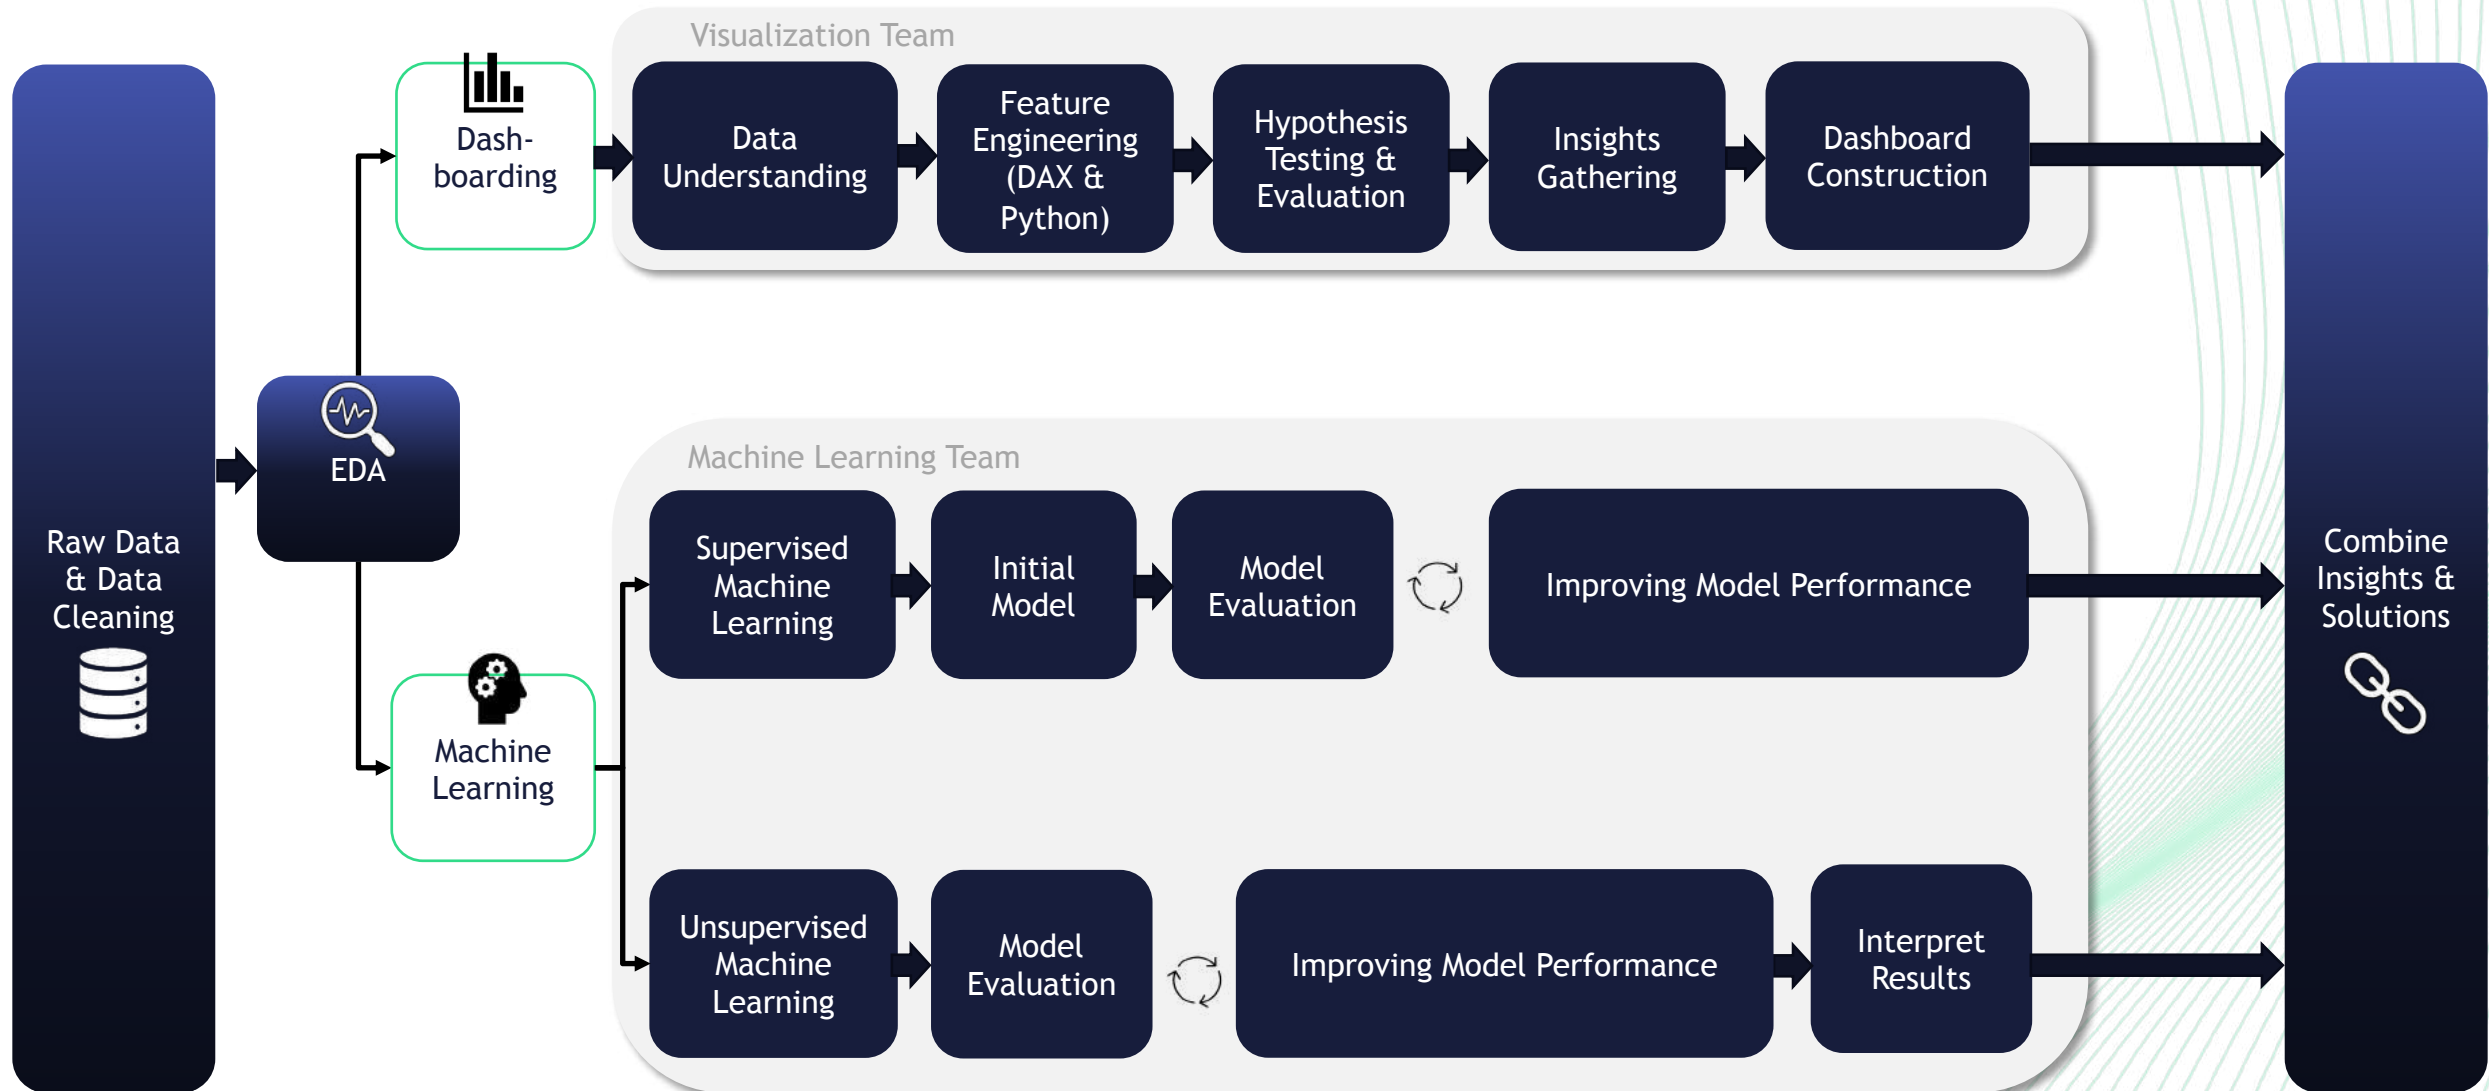 Visualization Team
Dash-
boarding
Data
Understanding
Feature
Engineering
(DAX &
Python)
Hypothesis
Testing &
Evaluation
Insights
Gathering
Dashboard
Construction
Raw Data
& Data
Cleaning
EDA
Machine Learning Team
Machine
Learning
Supervised
Machine
Learning
Initial
Model
Model
Evaluation
Improving Model Performance
Unsupervised
Machine
Learning
Model
Evaluation
Improving Model Performance
Interpret
Results
Combine
Insights &
Solutions